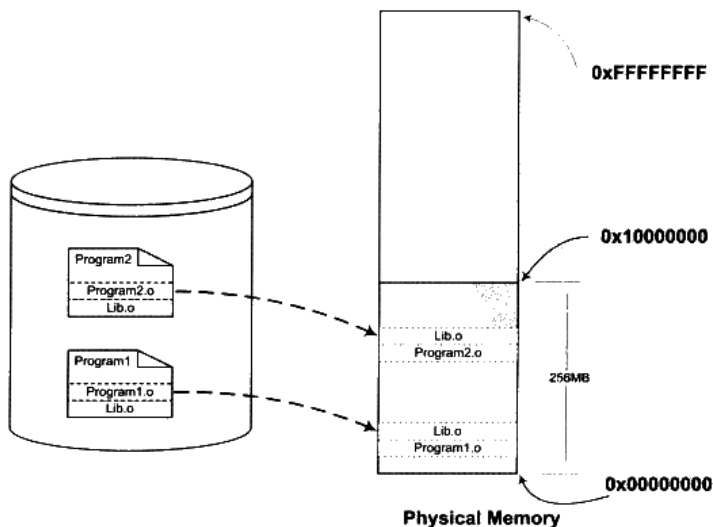 0xFFFFFFFF
0x10000000
Program2
Program2.o
Lib.o
Lib.o
Program2.o
Program1
Program1.o
Lib.o
256MB
Lib.o
Program1.o
0x00000000
Physical Memory